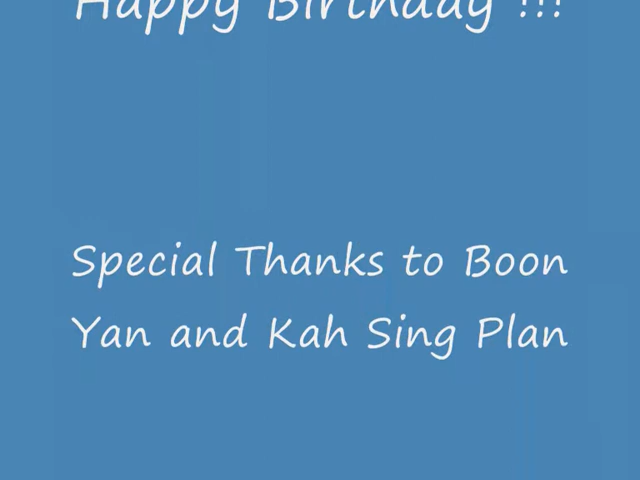 Happy Birthday !!!
Special Thanks to Boon
Yan and Kah Sing Plan